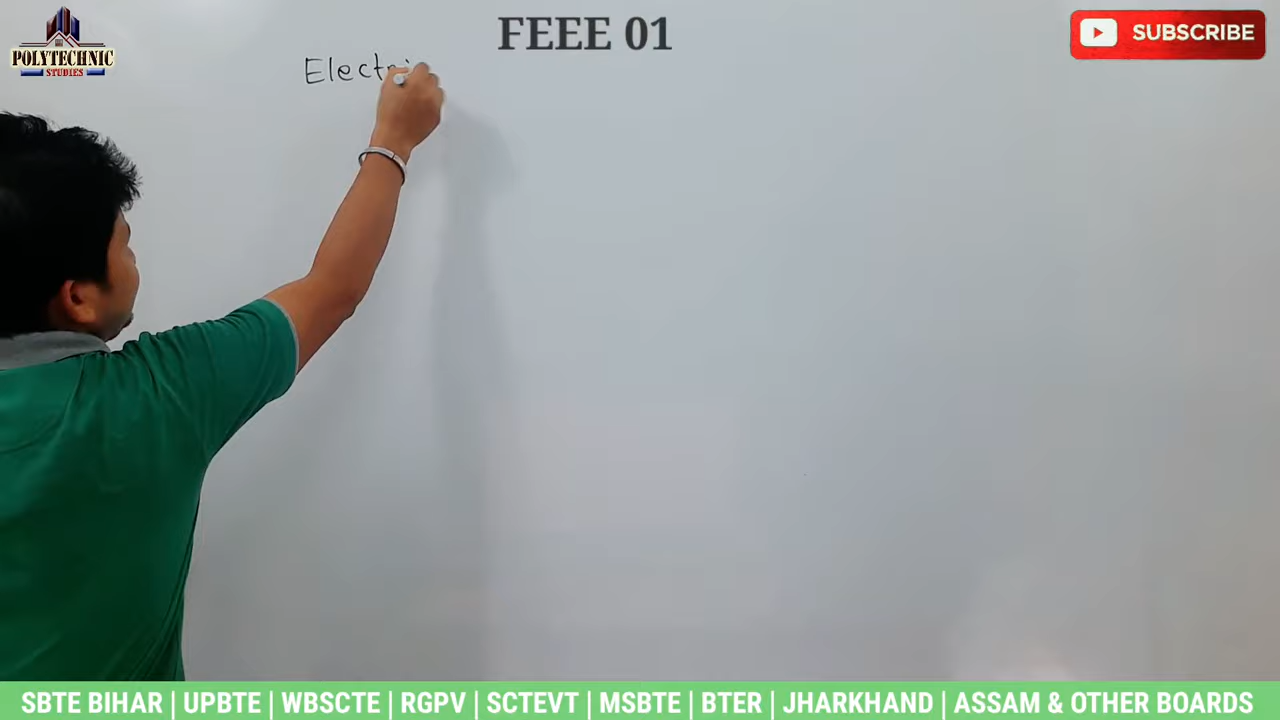 FEEE 01
SUBSCRIBE
POLYTECHNIC
STUDIES
Electri
SBTE BIHAR | UPBTE | WBSCTE | RGPV | SCTEVT | MSBTE | BTER | JHARKHAND | ASSAM & OTHER BOARDS